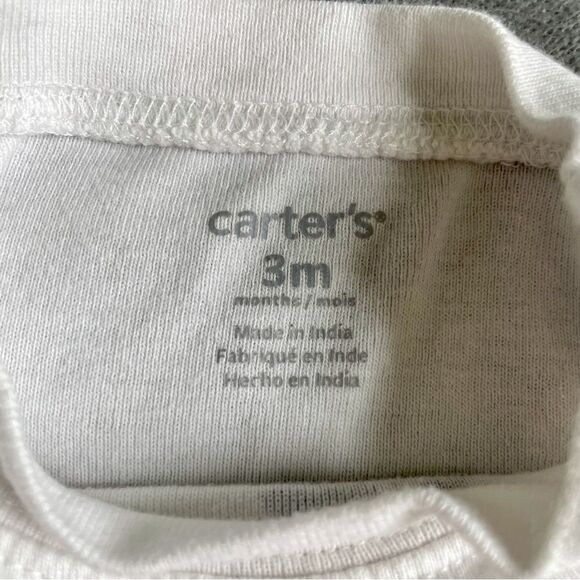 carter's®
3m
months / mois
Made in India
Fabriqué en Inde
Hecho en India